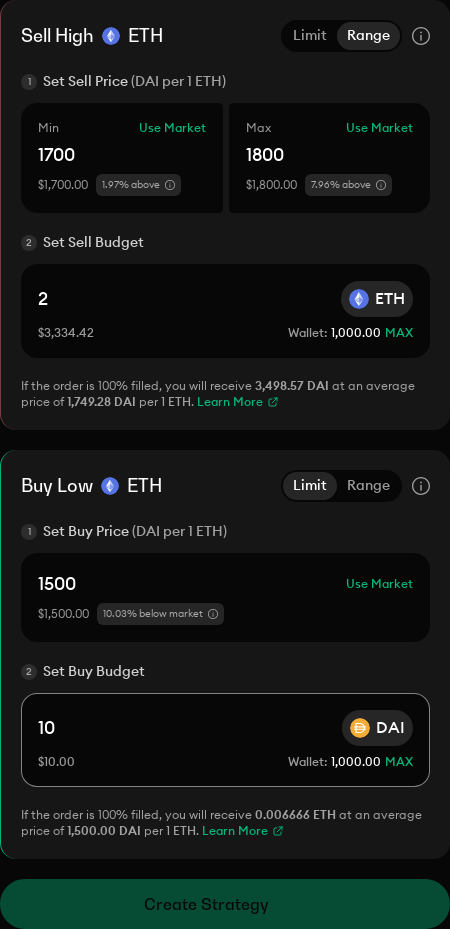 Sell High ETH Limit Range
1 Set Sell Price (DAI per 1 ETH)
Min Use Market Max Use Market
1700 1800
$1,700.00 1.97% above $1,800.00 7.96% above
2 Set Sell Budget
2 ETH
$3,334.42 Wallet: 1,000.00 MAX
If the order is 100% filled, you will receive 3,498.57 DAI at an average
price of 1,749.28 DAI per 1 ETH. Learn More
Buy Low ETH Limit Range
1 Set Buy Price (DAI per 1 ETH)
1500 Use Market
$1,500.00 10.03% below market
2 Set Buy Budget
10 DAI
$10.00 Wallet: 1,000.00 MAX
If the order is 100% filled, you will receive 0.006666 ETH at an average
price of 1,500.00 DAI per 1 ETH. Learn More
Create Strategy